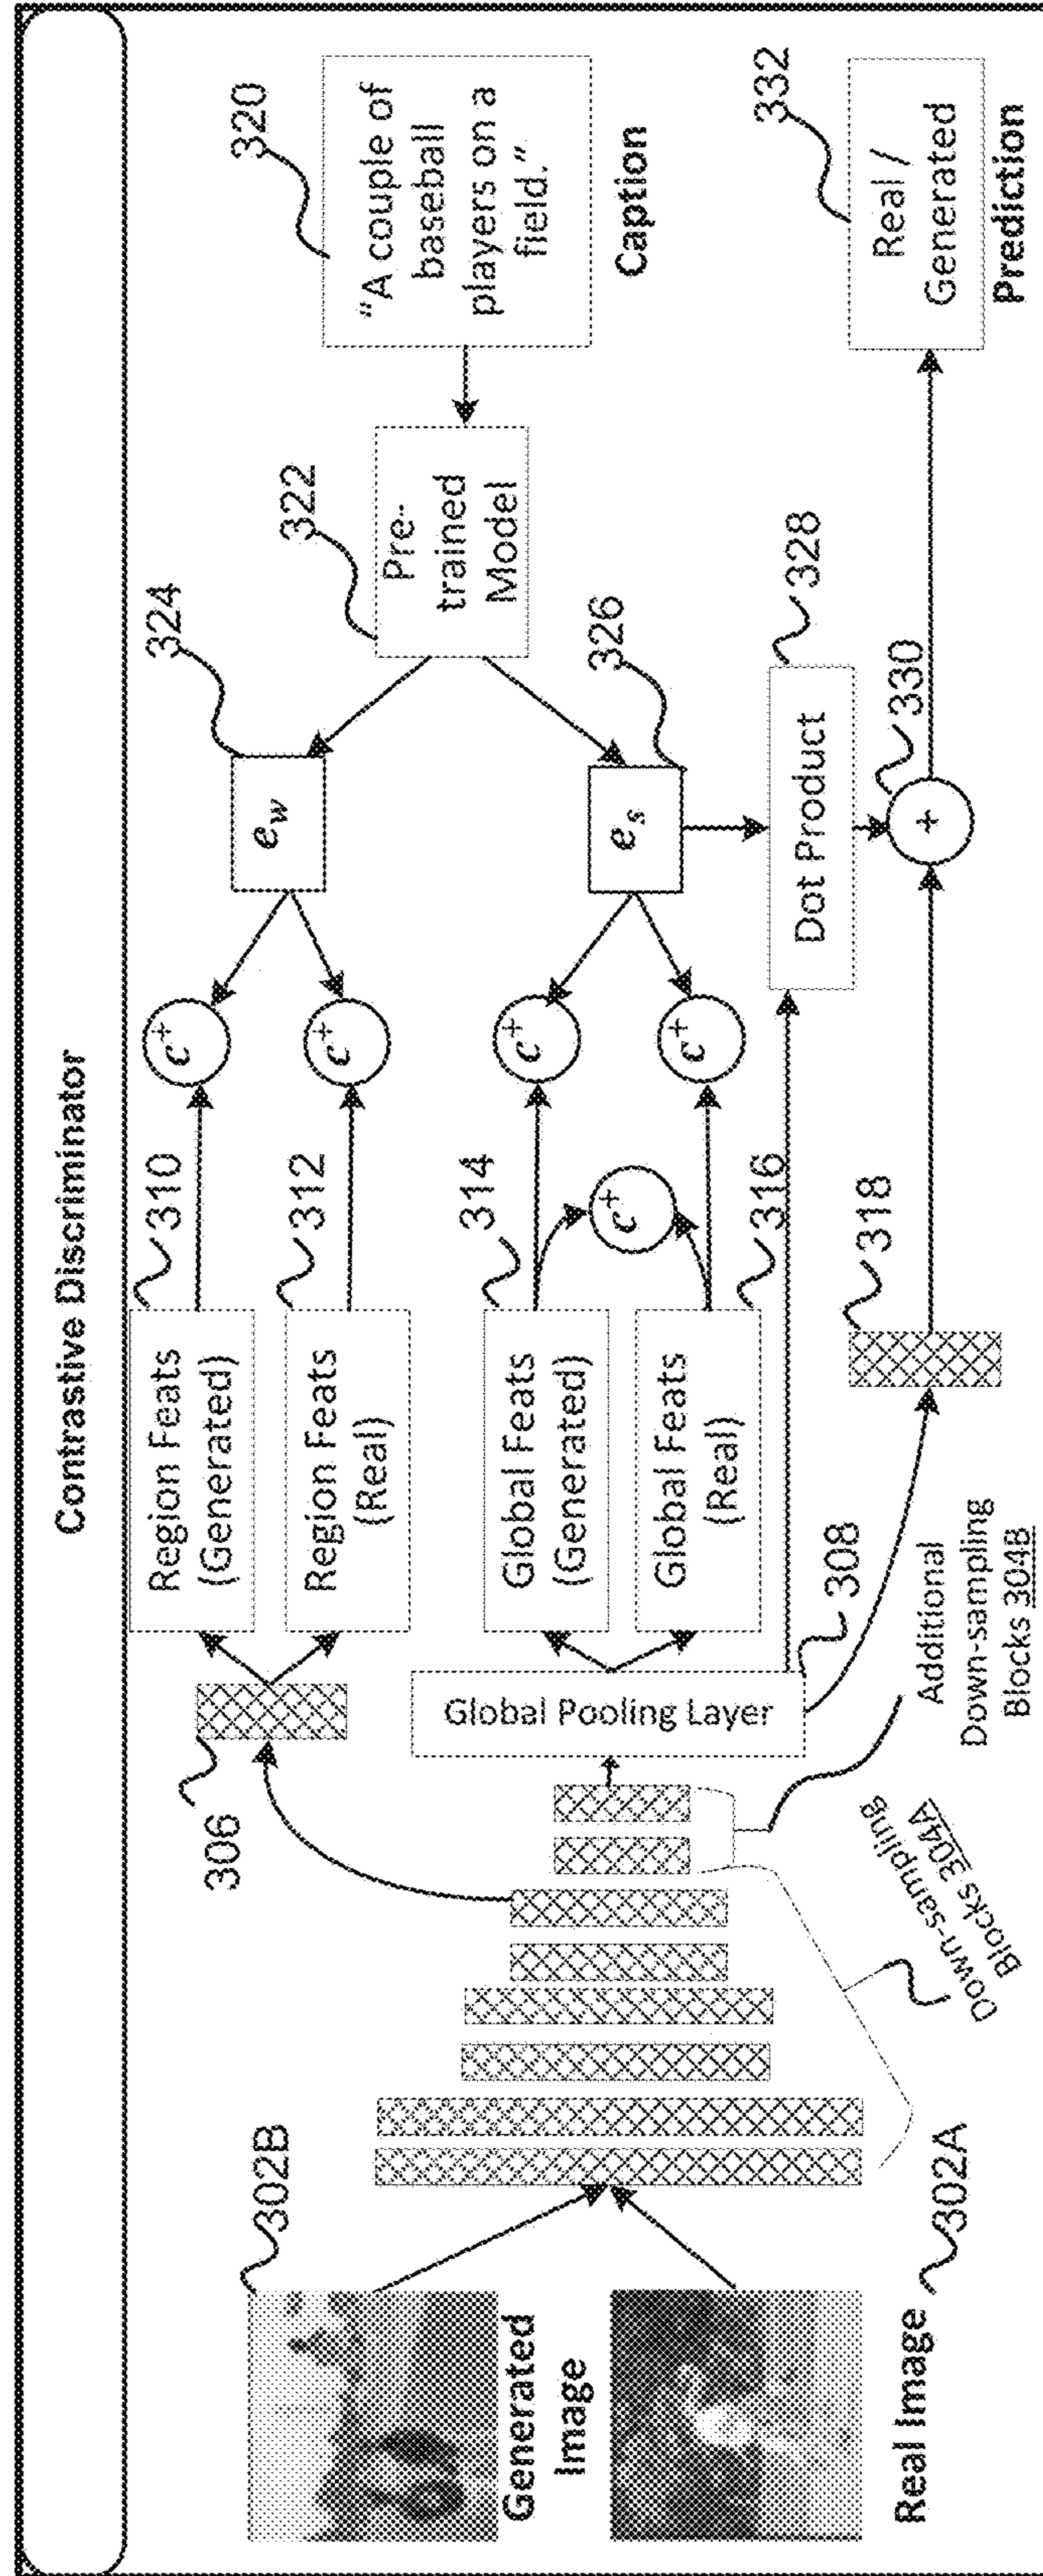 Contrastive Discriminator
302B
Generated
Image
Real Image
302A
Down-sampling
Blocks 304A
Additional
Down-sampling
Blocks 304B
306
Global Pooling Layer
308
Region Feats
(Generated)
310
Region Feats
(Real)
312
Global Feats
(Generated)
314
Global Feats
(Real)
316
318
c+
c+
c+
c+
c+
e_w
324
e_s
326
Pre-
trained
Model
322
"A couple of
baseball
players on a
field."
320
Caption
Dot Product
328
+
330
Real /
Generated
332
Prediction